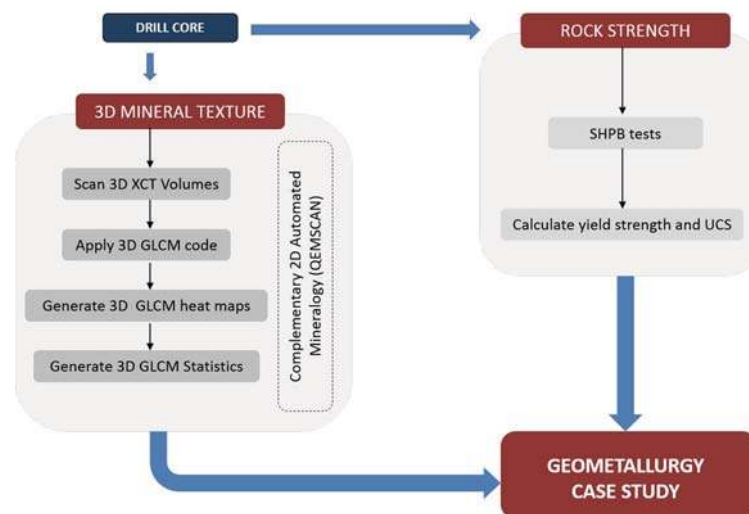 DRILL CORE
ROCK STRENGTH
3D MINERAL TEXTURE
Scan 3D XCT Volumes
Apply 3D GLCM code
Generate 3D GLCM heat maps
Generate 3D GLCM Statistics
Complementary 2D Automated
Mineralogy (QEMSCAN)
SHPB tests
Calculate yield strength and UCS
GEOMETALLURGY
CASE STUDY